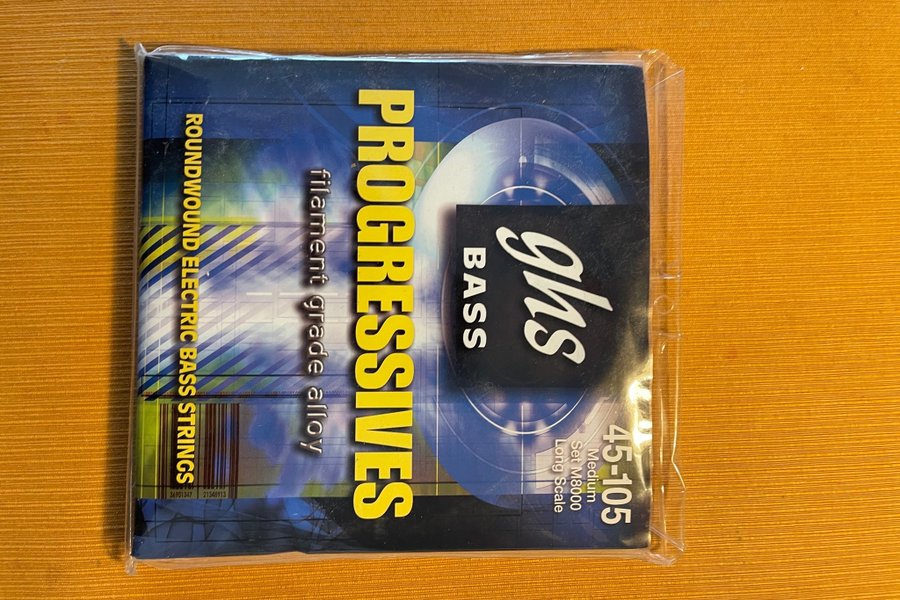 45-105
Medium
Set M8000
Long Scale
ghs
BASS
PROGRESSIVES
filament grade alloy
ROUNDWOUND ELECTRIC BASS STRINGS